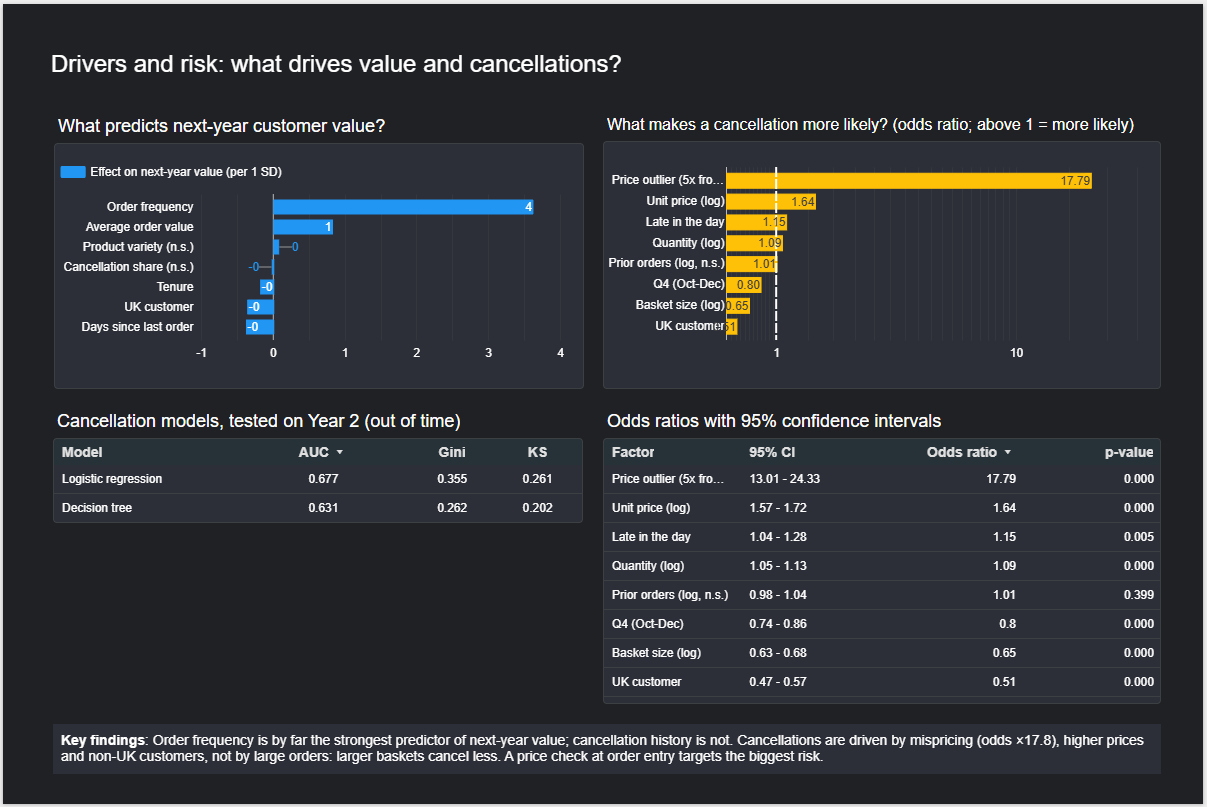 Drivers and risk: what drives value and cancellations?
What predicts next-year customer value?
Effect on next-year value (per 1 SD)
Order frequency 4
Average order value 1
Product variety (n.s.) 0
Cancellation share (n.s.) -0
Tenure -0
UK customer -0
Days since last order -0
-1 0 1 2 3 4
What makes a cancellation more likely? (odds ratio; above 1 = more likely)
Price outlier (5x fro... 17.79
Unit price (log) 1.64
Late in the day 1.15
Quantity (log) 1.09
Prior orders (log, n.s.) 1.01
Q4 (Oct-Dec) 0.80
Basket size (log) 0.65
UK customer
1 10
Cancellation models, tested on Year 2 (out of time)
Model AUC Gini KS
Logistic regression 0.677 0.355 0.261
Decision tree 0.631 0.262 0.202
Odds ratios with 95% confidence intervals
Factor 95% CI Odds ratio p-value
Price outlier (5x fro... 13.01 - 24.33 17.79 0.000
Unit price (log) 1.57 - 1.72 1.64 0.000
Late in the day 1.04 - 1.28 1.15 0.005
Quantity (log) 1.05 - 1.13 1.09 0.000
Prior orders (log, n.s.) 0.98 - 1.04 1.01 0.399
Q4 (Oct-Dec) 0.74 - 0.86 0.8 0.000
Basket size (log) 0.63 - 0.68 0.65 0.000
UK customer 0.47 - 0.57 0.51 0.000
Key findings: Order frequency is by far the strongest predictor of next-year value; cancellation history is not. Cancellations are driven by mispricing (odds ×17.8), higher prices
and non-UK customers, not by large orders: larger baskets cancel less. A price check at order entry targets the biggest risk.